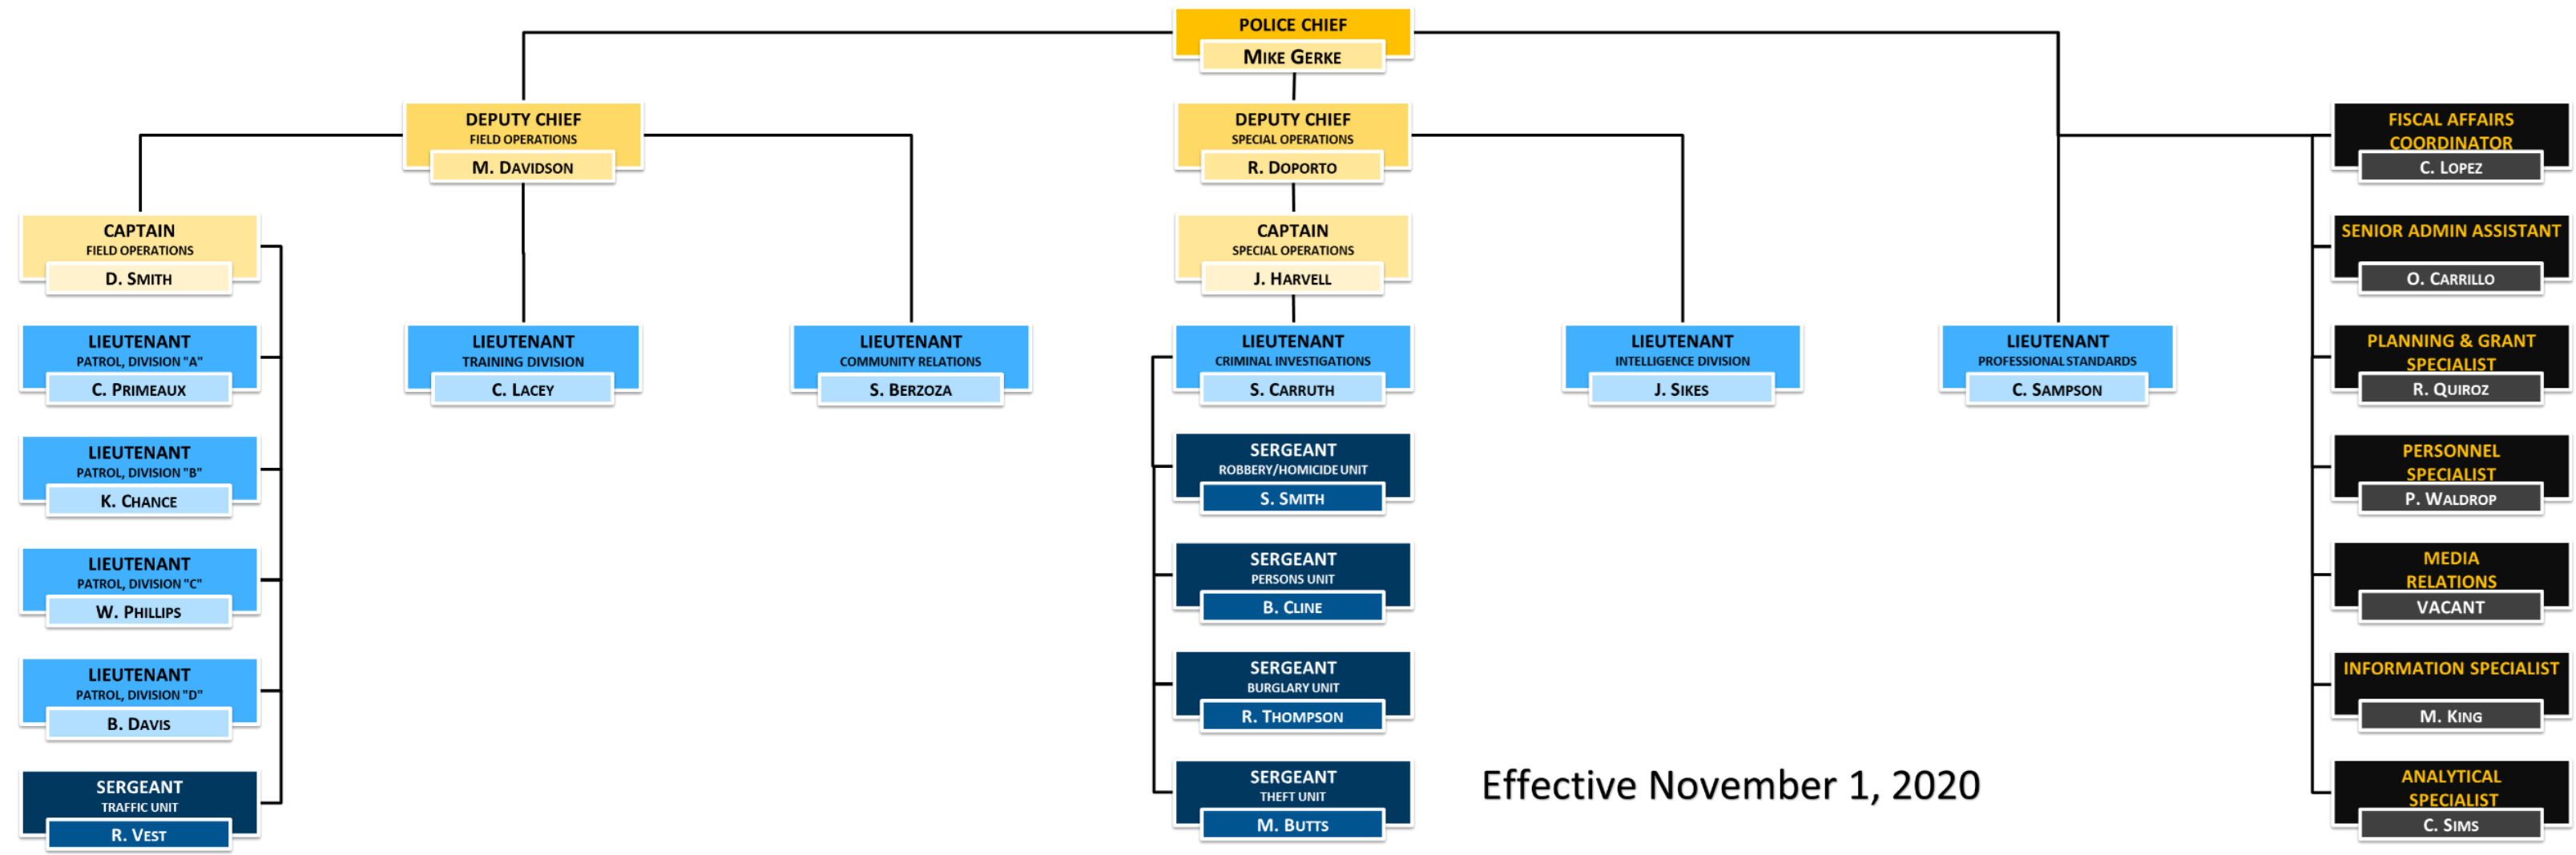 POLICE CHIEF
MIKE GERKE
DEPUTY CHIEF
FIELD OPERATIONS
M. DAVIDSON
DEPUTY CHIEF
SPECIAL OPERATIONS
R. DOPORTO
FISCAL AFFAIRS
COORDINATOR
C. LOPEZ
CAPTAIN
FIELD OPERATIONS
D. SMITH
CAPTAIN
SPECIAL OPERATIONS
J. HARVELL
SENIOR ADMIN ASSISTANT
O. CARRILLO
LIEUTENANT
PATROL, DIVISION "A"
C. PRIMEAUX
LIEUTENANT
TRAINING DIVISION
C. LACEY
LIEUTENANT
COMMUNITY RELATIONS
S. BERZOZA
LIEUTENANT
CRIMINAL INVESTIGATIONS
S. CARRUTH
LIEUTENANT
INTELLIGENCE DIVISION
J. SIKES
LIEUTENANT
PROFESSIONAL STANDARDS
C. SAMPSON
PLANNING & GRANT
SPECIALIST
R. QUIROZ
LIEUTENANT
PATROL, DIVISION "B"
K. CHANCE
SERGEANT
ROBBERY/HOMICIDE UNIT
S. SMITH
PERSONNEL
SPECIALIST
P. WALDROP
LIEUTENANT
PATROL, DIVISION "C"
W. PHILLIPS
SERGEANT
PERSONS UNIT
B. CLINE
MEDIA
RELATIONS
VACANT
LIEUTENANT
PATROL, DIVISION "D"
B. DAVIS
SERGEANT
BURGLARY UNIT
R. THOMPSON
INFORMATION SPECIALIST
M. KING
SERGEANT
TRAFFIC UNIT
R. VEST
SERGEANT
THEFT UNIT
M. BUTTS
Effective November 1, 2020
ANALYTICAL
SPECIALIST
C. SIMS